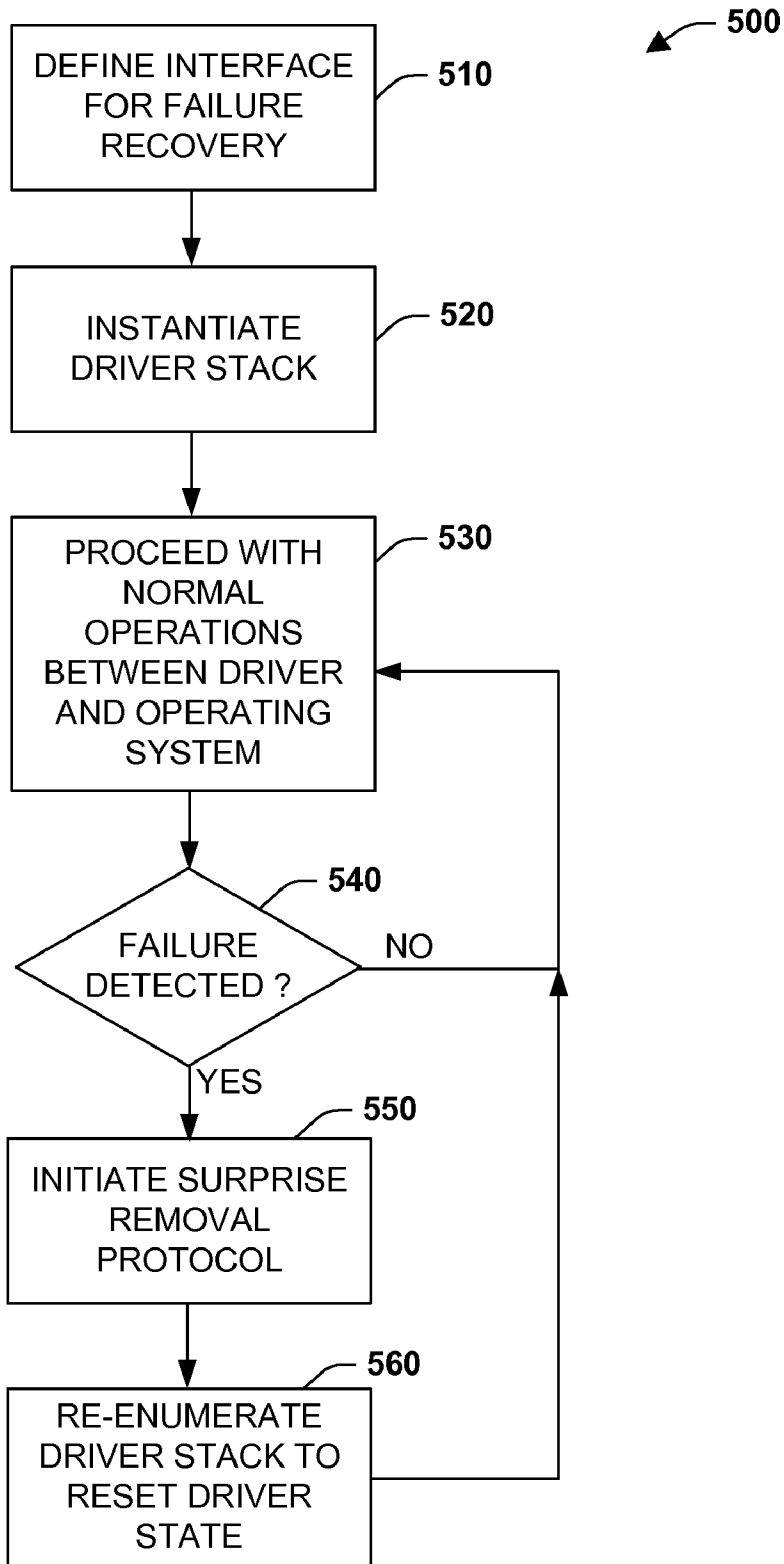 500
DEFINE INTERFACE
FOR FAILURE
RECOVERY
510
INSTANTIATE
DRIVER STACK
520
PROCEED WITH
NORMAL
OPERATIONS
BETWEEN DRIVER
AND OPERATING
SYSTEM
530
FAILURE
DETECTED ?
540
NO
YES
INITIATE SURPRISE
REMOVAL
PROTOCOL
550
RE-ENUMERATE
DRIVER STACK TO
RESET DRIVER
STATE
560